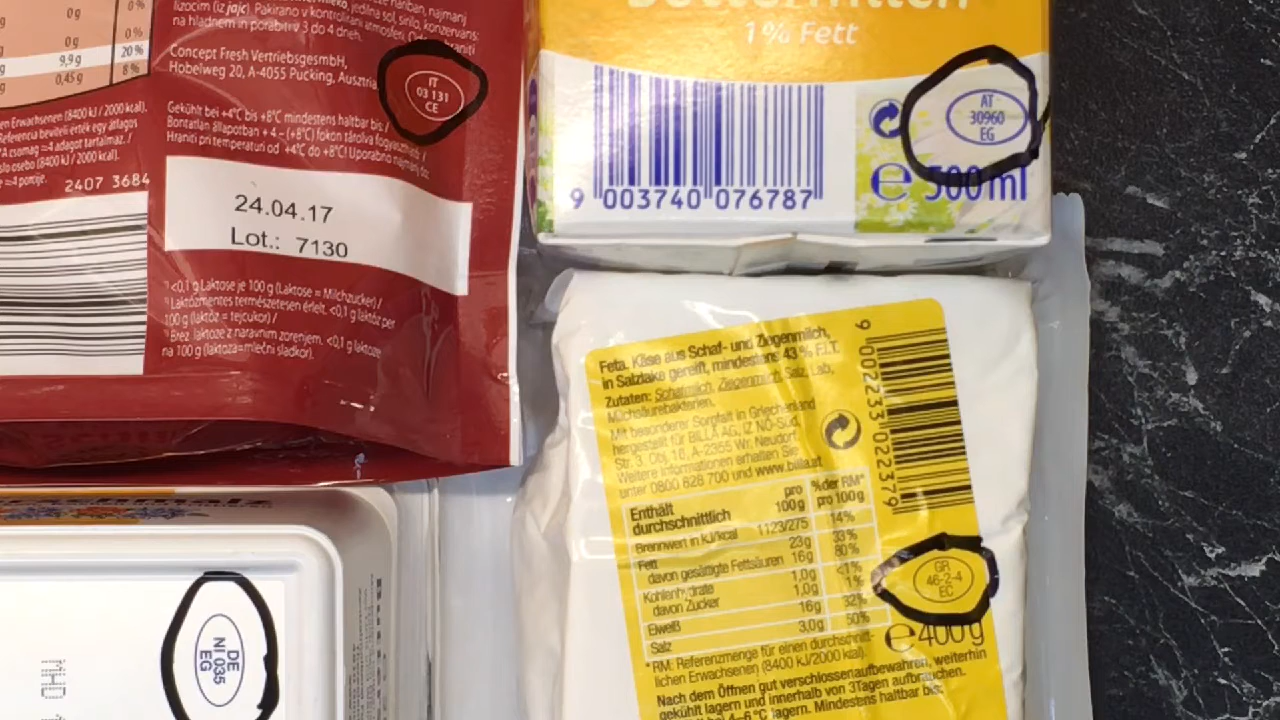 0g 0%
0g 0%
9,9g 20%
0,45g 8%
en Erwachsenen (8400 kJ / 2000 kcal).
2407 3684
lizocim (iz jajc) Pakirano v kontrolirani atmosferi.
na hladnem in porabiti v 3 do 4 dneh.
Concept Fresh VertriebsgesmbH,
Hobelweg 20, A-4055 Pucking, Ausztria
IT
03 131
CE
Gekühlt bei +4°C bis +8°C mindestens haltbar bis: /
Bontatlan állapotban + 4 – (+8°C) fokon tárolva fogyasztható /
Hraniti pri temperaturi od +4°C do +8°C! Uporabno najmanj do:
24.04.17
Lot.: 7130
<0,1 g Laktose je 100 g (Laktose = Milchzucker) /
Laktózmentes természetesen érlelt, <0,1 g laktóz per
100 g (laktóz = tejcukor) /
Brez laktoze z naravnim zorenjem, <0,1 g laktoze
na 100 g (laktoza=mlečni sladkor).
1% Fett
9 003740 076787
AT
30960
EG
e 500 ml
Feta. Käse aus Schaf- und Ziegenmilch,
in Salzlake gereift, mindestens 43 % F.i.T.
Zutaten: Schafmilch, Ziegenmilch, Salz, Lab,
Milchsäurebakterien.
Mit besonderer Sorgfalt in Griechenland
hergestellt für BILLA AG, IZ NÖ-Süd,
Str. 3, Obj. 16, A-2355 Wr. Neudorf.
Weitere Informationen erhalten Sie
unter 0800 828 700 und www.billa.at
9 002233 022379
Enthält durchschnittlich pro 100g %der RM* pro 100g
Brennwert in kJ/kcal 1123/275 14%
Fett 23g 33%
davon gesättigte Fettsäuren 16g 80%
Kohlenhydrate 1,0g <1%
davon Zucker 1,0g 1%
Eiweiß 16g 32%
Salz 3,0g 50%
GR
46-2-4
EC
e 400 g
* RM: Referenzmenge für einen durchschnitt-
lichen Erwachsenen (8400 kJ/2000 kcal).
Nach dem Öffnen gut verschlossen aufbewahren, weiterhin
gekühlt lagern und innerhalb von 3 Tagen aufbrauchen.
bei 4–6 °C lagern. Mindestens haltbar bis:
DE
NI 035
EG
MHD